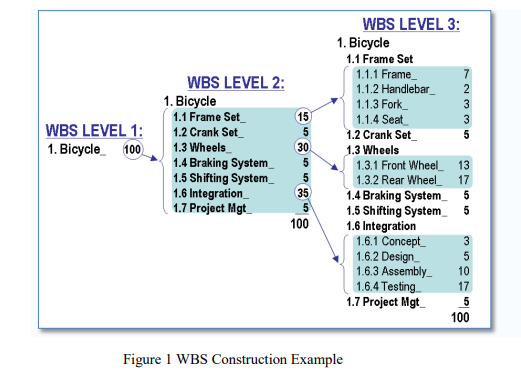 WBS LEVEL 1:
1. Bicycle_ 100
WBS LEVEL 2:
1. Bicycle
1.1 Frame Set_ 15
1.2 Crank Set_ 5
1.3 Wheels_ 30
1.4 Braking System_ 5
1.5 Shifting System_ 5
1.6 Integration_ 35
1.7 Project Mgt_ 5
100
WBS LEVEL 3:
1. Bicycle
1.1 Frame Set
1.1.1 Frame_ 7
1.1.2 Handlebar_ 2
1.1.3 Fork_ 3
1.1.4 Seat_ 3
1.2 Crank Set_ 5
1.3 Wheels
1.3.1 Front Wheel_ 13
1.3.2 Rear Wheel_ 17
1.4 Braking System_ 5
1.5 Shifting System_ 5
1.6 Integration
1.6.1 Concept_ 3
1.6.2 Design_ 5
1.6.3 Assembly_ 10
1.6.4 Testing_ 17
1.7 Project Mgt_ 5
100
Figure 1 WBS Construction Example